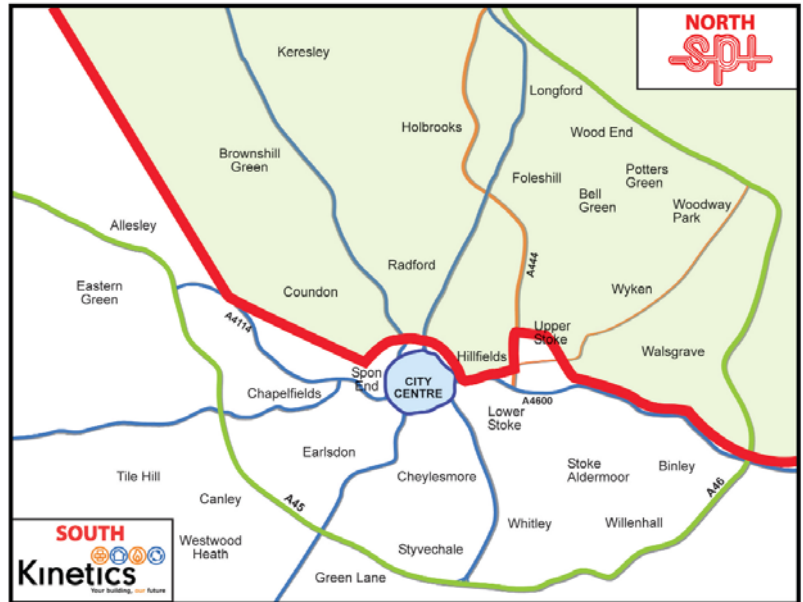 NORTH
spi
Keresley
Longford
Holbrooks
Wood End
Brownshill
Green
Foleshill
Potters
Green
Bell
Green
Woodway
Park
Allesley
Radford
A444
Eastern
Green
Coundon
Wyken
A4114
Upper
Stoke
Hillfields
Walsgrave
Spon
End
CITY
CENTRE
Chapelfields
A4600
Lower
Stoke
Earlsdon
Tile Hill
Cheylesmore
Stoke
Aldermoor
Binley
Canley
A45
A46
Whitley
Willenhall
SOUTH
Kinetics
Your building, our future
Westwood
Heath
Styvechale
Green Lane